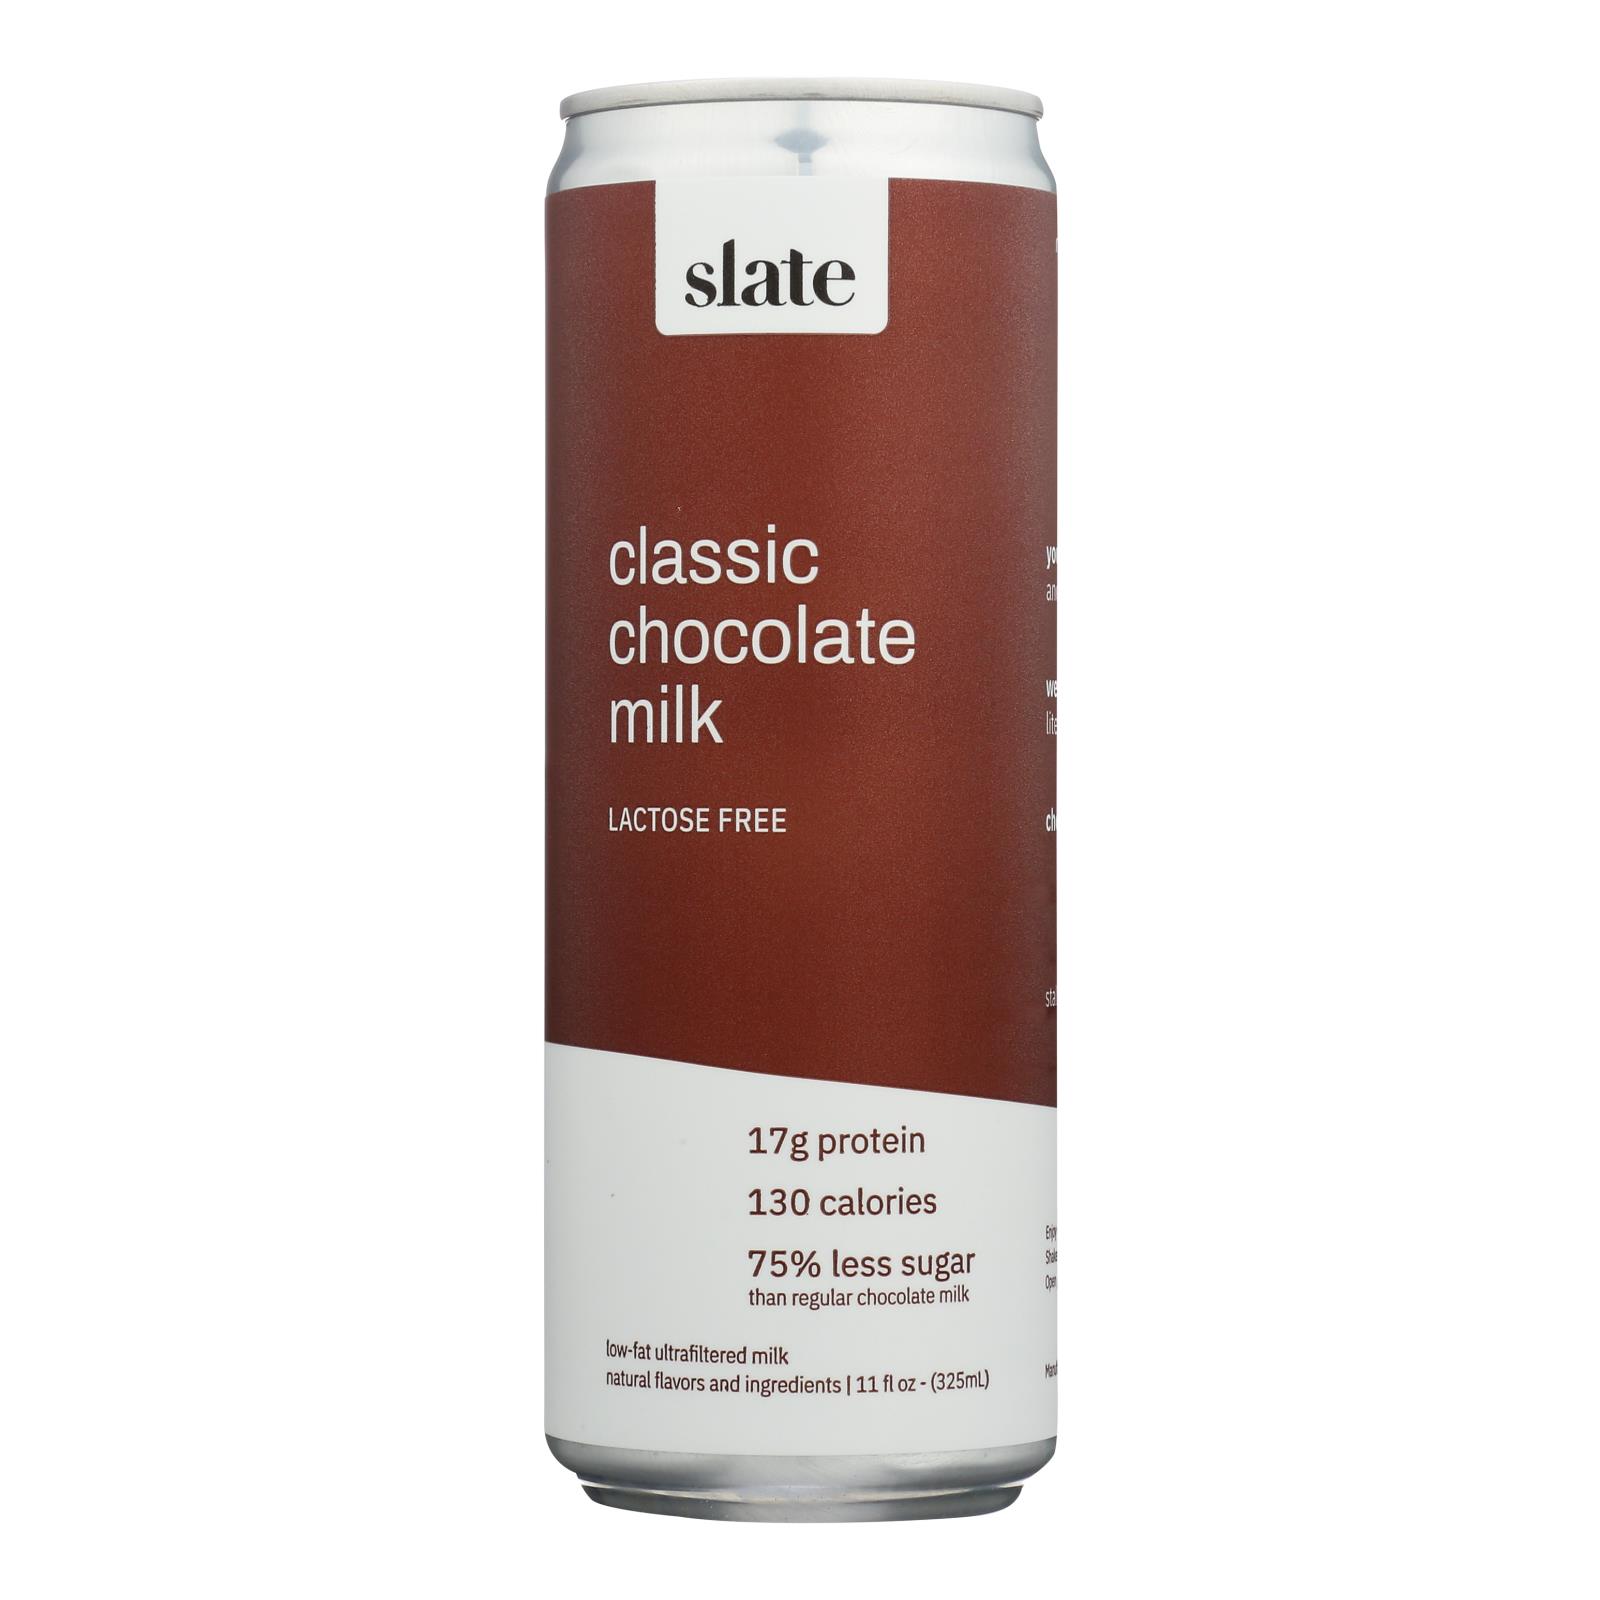 slate
classic
chocolate
milk
LACTOSE FREE
17g protein
130 calories
75% less sugar
than regular chocolate milk
low-fat ultrafiltered milk
natural flavors and ingredients | 11 fl oz - (325mL)